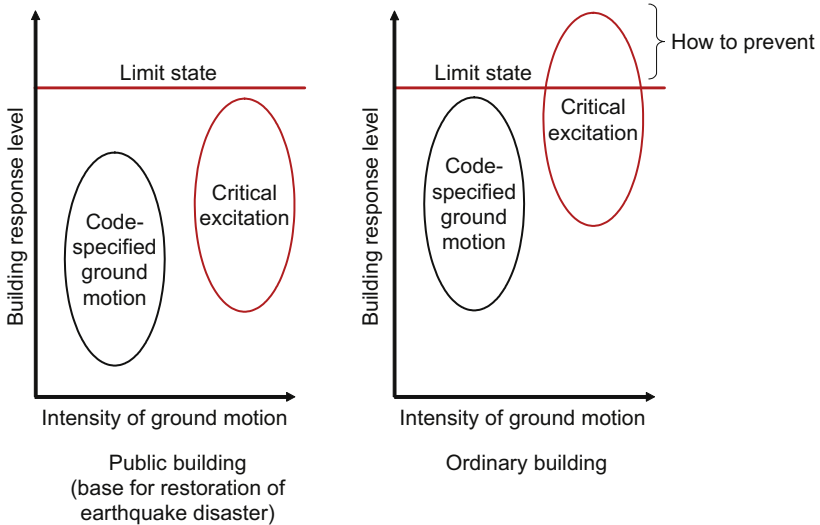 Building response level
Limit state
Code-
specified
ground
motion
Critical
excitation
Intensity of ground motion
Public building
(base for restoration of
earthquake disaster)
Building response level
Limit state
Code-
specified
ground
motion
Critical
excitation
How to prevent
Intensity of ground motion
Ordinary building